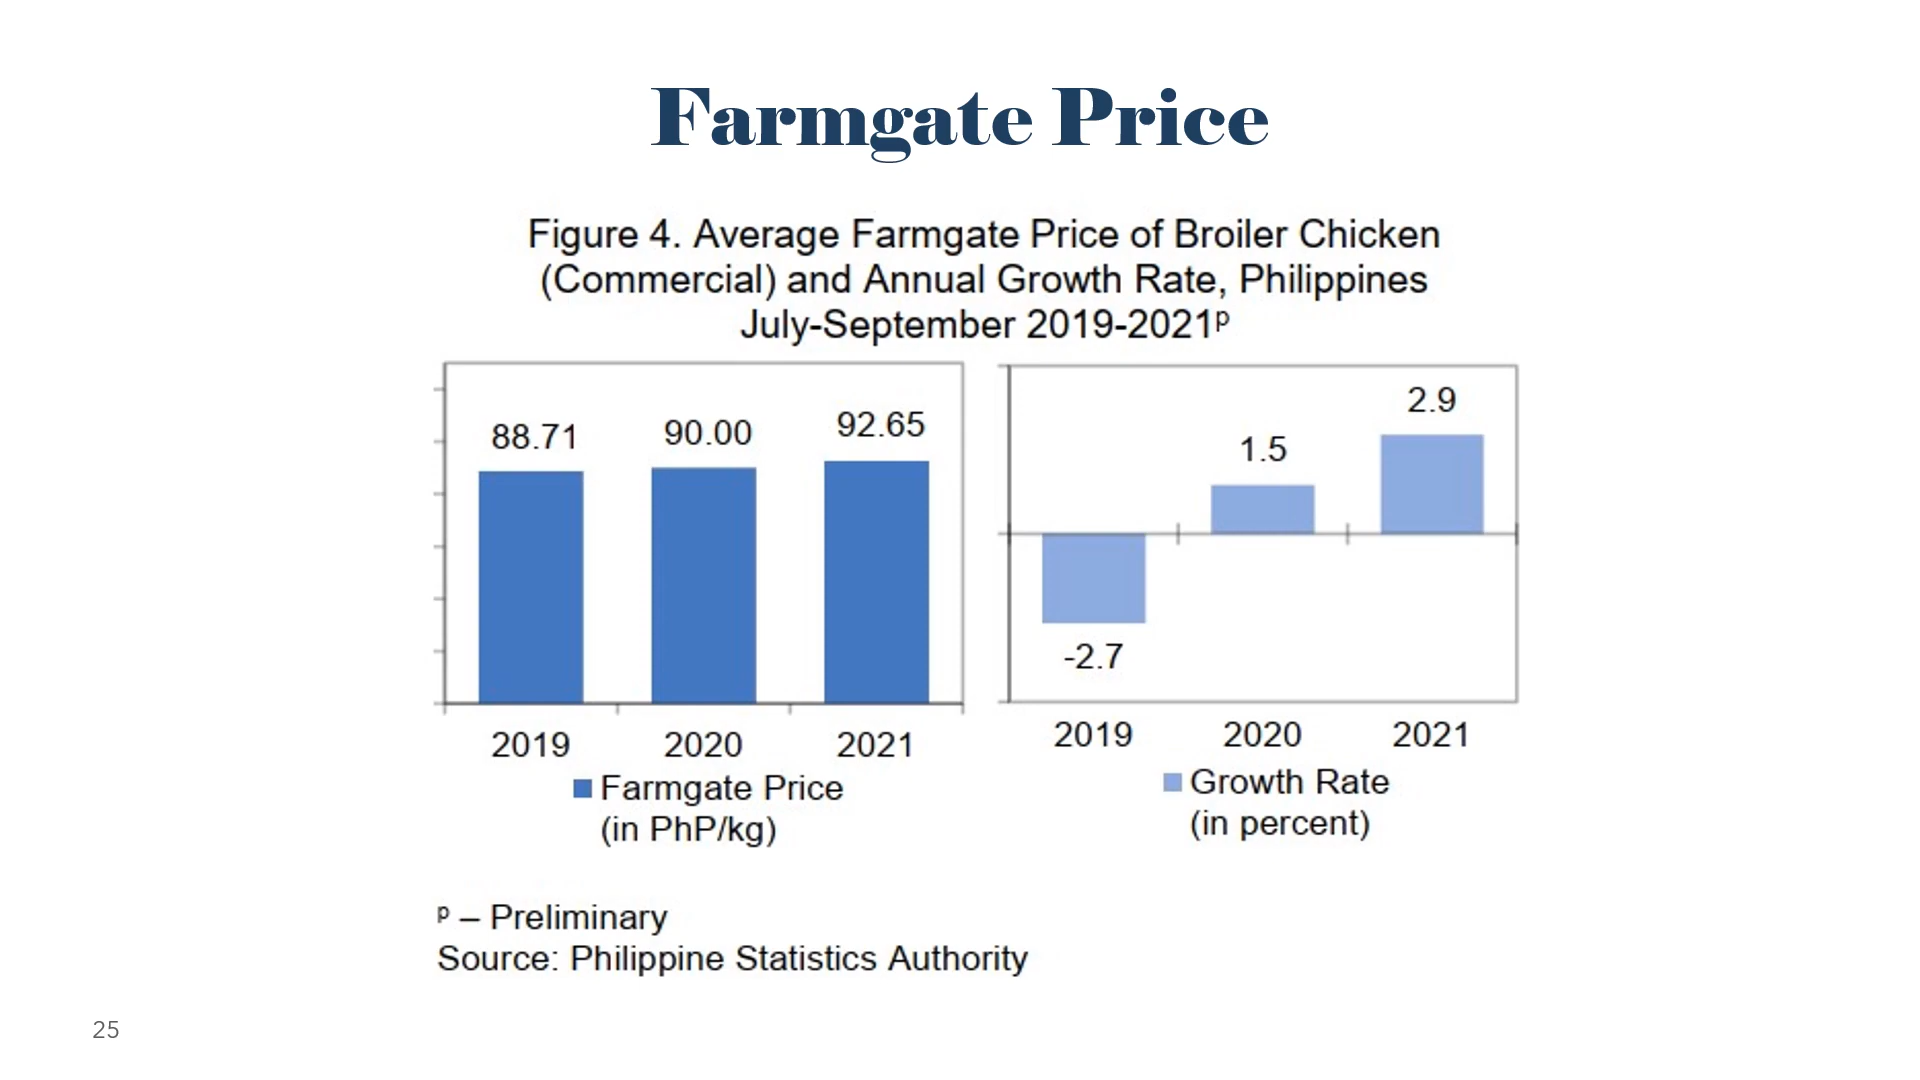 Farmgate Price
Figure 4. Average Farmgate Price of Broiler Chicken
(Commercial) and Annual Growth Rate, Philippines
July-September 2019-2021ᵖ
88.71
90.00
92.65
2019
2020
2021
Farmgate Price
(in PhP/kg)
2.9
1.5
-2.7
2019
2020
2021
Growth Rate
(in percent)
ᵖ – Preliminary
Source: Philippine Statistics Authority
25